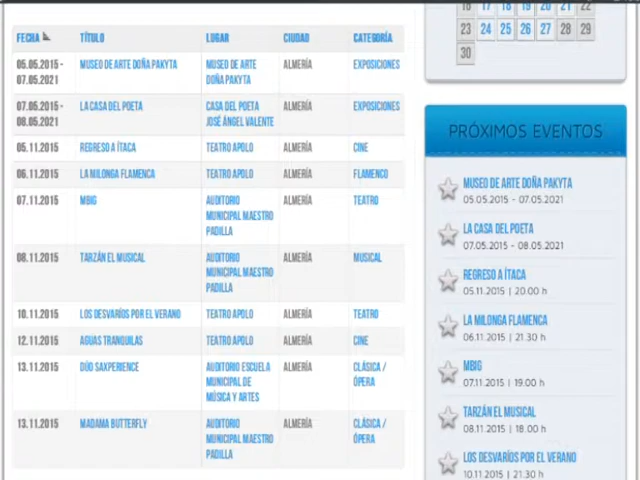 FECHA TÍTULO LUGAR CIUDAD CATEGORÍA
05.05.2015 - MUSEO DE ARTE DOÑA PAKYTA MUSEO DE ARTE ALMERÍA EXPOSICIONES
07.05.2021 DOÑA PAKYTA
07.05.2015 - LA CASA DEL POETA CASA DEL POETA ALMERÍA EXPOSICIONES
08.05.2021 JOSÉ ÁNGEL VALENTE
05.11.2015 REGRESO A ÍTACA TEATRO APOLO ALMERÍA CINE
06.11.2015 LA MILONGA FLAMENCA TEATRO APOLO ALMERÍA FLAMENCO
07.11.2015 MBIG AUDITORIO ALMERÍA TEATRO
MUNICIPAL MAESTRO
PADILLA
08.11.2015 TARZÁN EL MUSICAL AUDITORIO ALMERÍA MUSICAL
MUNICIPAL MAESTRO
PADILLA
10.11.2015 LOS DESVARÍOS POR EL VERANO TEATRO APOLO ALMERÍA TEATRO
12.11.2015 AGUAS TRANQUILAS TEATRO APOLO ALMERÍA CINE
13.11.2015 DÚO SAXPERIENCE AUDITORIO ESCUELA ALMERÍA CLÁSICA /
MUNICIPAL DE ÓPERA
MÚSICA Y ARTES
13.11.2015 MADAMA BUTTERFLY AUDITORIO ALMERÍA CLÁSICA /
MUNICIPAL MAESTRO ÓPERA
PADILLA
16 17 18 19 20 21 22
23 24 25 26 27 28 29
30
PRÓXIMOS EVENTOS
MUSEO DE ARTE DOÑA PAKYTA
05.05.2015 - 07.05.2021
LA CASA DEL POETA
07.05.2015 - 08.05.2021
REGRESO A ÍTACA
05.11.2015 | 20.00 h
LA MILONGA FLAMENCA
06.11.2015 | 21.30 h
MBIG
07.11.2015 | 19.00 h
TARZÁN EL MUSICAL
08.11.2015 | 18.00 h
LOS DESVARÍOS POR EL VERANO
10.11.2015 | 21.30 h